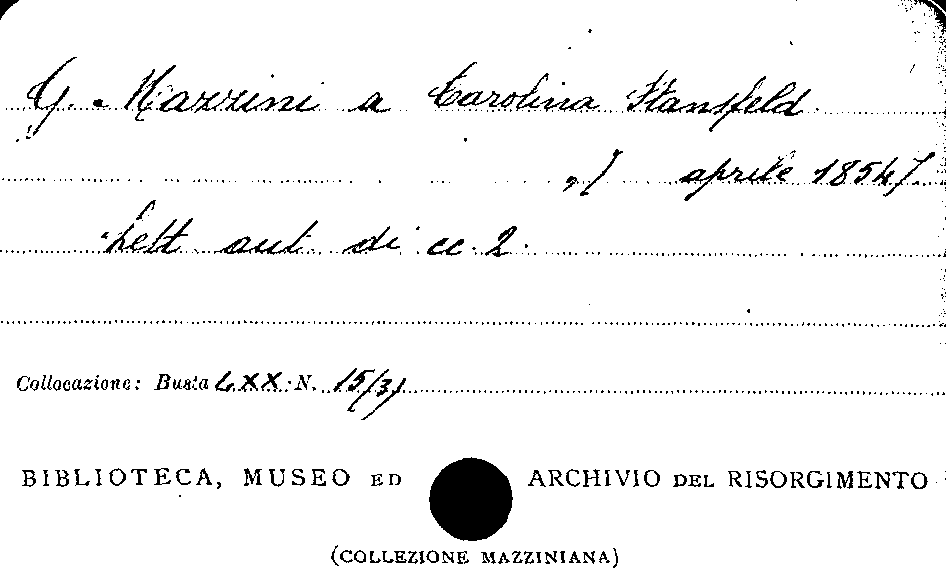 G. Mazzini a Carolina Stansfeld.
, [ aprile 1854].
Lett. aut. di cc. 2.
Collocazione: Busta LXX N. 15/3)
BIBLIOTECA, MUSEO ED ARCHIVIO DEL RISORGIMENTO
(COLLEZIONE MAZZINIANA)